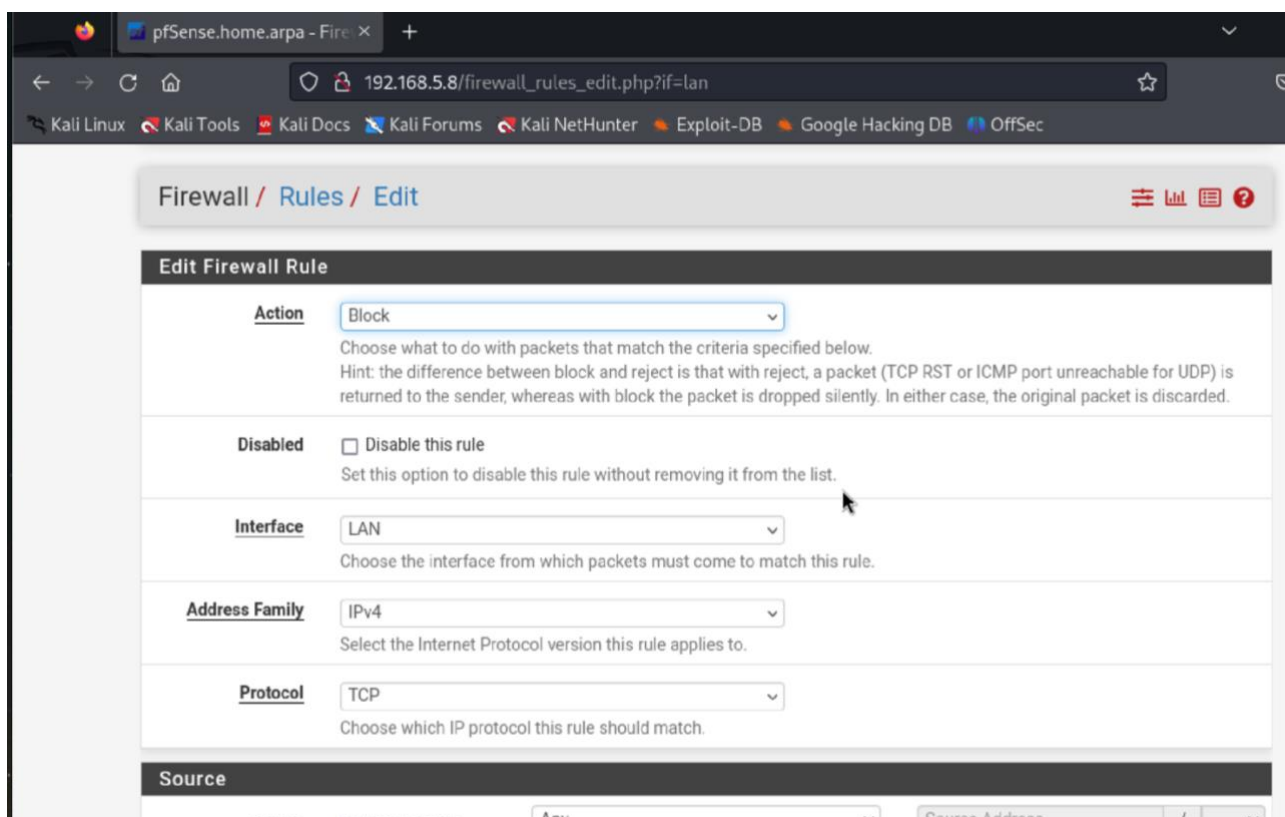 pfSense.home.arpa - Fire
192.168.5.8/firewall_rules_edit.php?if=lan
Kali Linux Kali Tools Kali Docs Kali Forums Kali NetHunter Exploit-DB Google Hacking DB OffSec
Firewall / Rules / Edit
Edit Firewall Rule
Action Block
Choose what to do with packets that match the criteria specified below.
Hint: the difference between block and reject is that with reject, a packet (TCP RST or ICMP port unreachable for UDP) is
returned to the sender, whereas with block the packet is dropped silently. In either case, the original packet is discarded.
Disabled Disable this rule
Set this option to disable this rule without removing it from the list.
Interface LAN
Choose the interface from which packets must come to match this rule.
Address Family IPv4
Select the Internet Protocol version this rule applies to.
Protocol TCP
Choose which IP protocol this rule should match.
Source
Any Source Address /